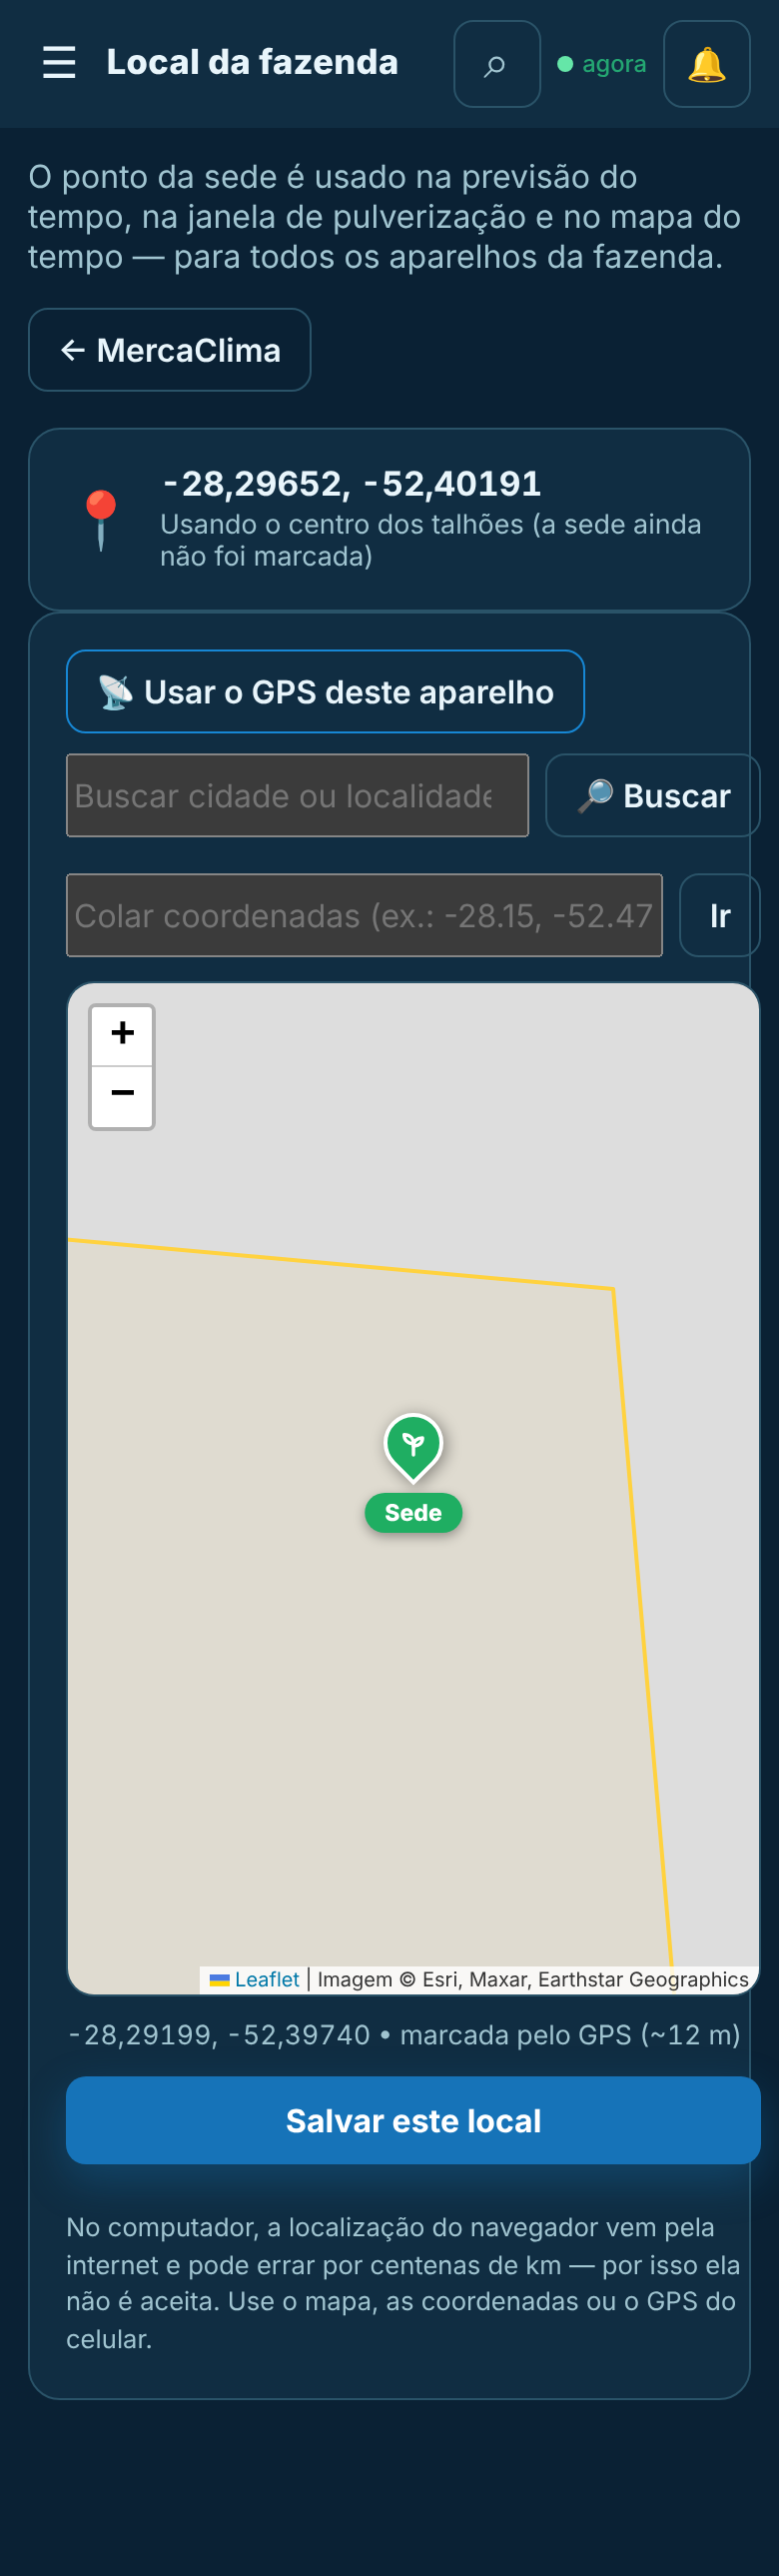 ☰ Local da fazenda ⌕ agora 🔔
O ponto da sede é usado na previsão do
tempo, na janela de pulverização e no mapa do
tempo — para todos os aparelhos da fazenda.
← MercaClima
-28,29652, -52,40191
Usando o centro dos talhões (a sede ainda
não foi marcada)
📡 Usar o GPS deste aparelho
Buscar cidade ou localidade
🔎 Buscar
Colar coordenadas (ex.: -28.15, -52.47
Ir
+
−
Sede
Leaflet | Imagem © Esri, Maxar, Earthstar Geographics
-28,29199, -52,39740 • marcada pelo GPS (~12 m)
Salvar este local
No computador, a localização do navegador vem pela
internet e pode errar por centenas de km — por isso ela
não é aceita. Use o mapa, as coordenadas ou o GPS do
celular.